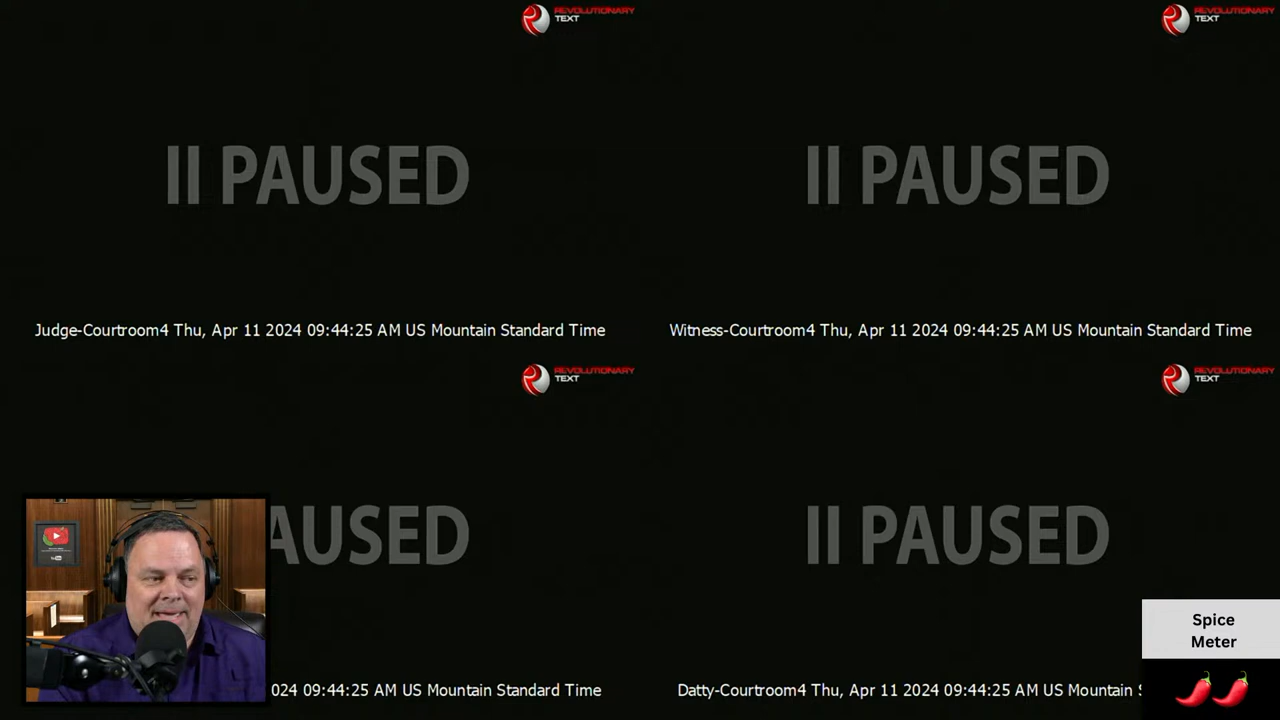 REVOLUTIONARY
TEXT
REVOLUTIONARY
TEXT
II PAUSED
II PAUSED
Judge-Courtroom4 Thu, Apr 11 2024 09:44:25 AM US Mountain Standard Time
Witness-Courtroom4 Thu, Apr 11 2024 09:44:25 AM US Mountain Standard Time
REVOLUTIONARY
TEXT
REVOLUTIONARY
TEXT
AUSED
II PAUSED
Spice
Meter
024 09:44:25 AM US Mountain Standard Time
Datty-Courtroom4 Thu, Apr 11 2024 09:44:25 AM US Mountain S